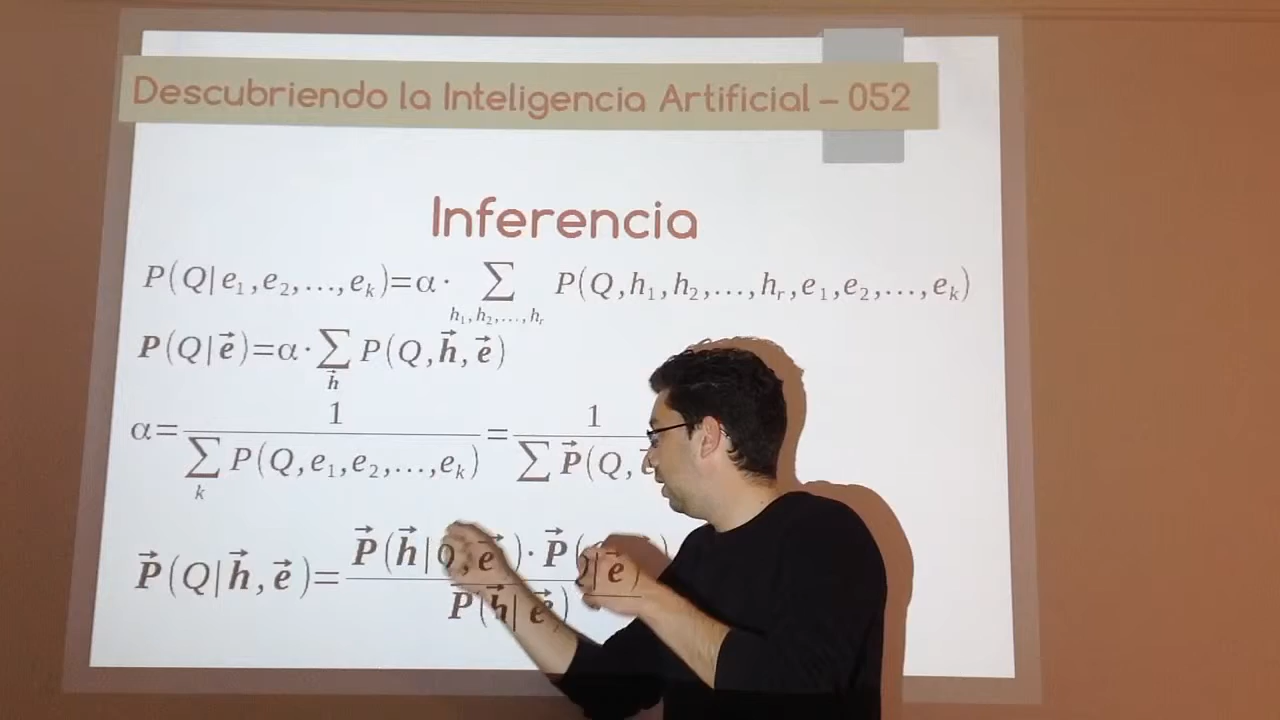 Descubriendo la Inteligencia Artificial – 052
Inferencia
P(Q|e₁,e₂,…,eₖ)=α·∑ P(Q,h₁,h₂,…,hᵣ,e₁,e₂,…,eₖ)
h₁,h₂,…,hᵣ
P(Q|e⃗)=α·∑ P(Q,h⃗,e⃗)
h⃗
α= 1 / ∑ P(Q,e₁,e₂,…,eₖ) = 1 / ∑ P⃗(Q,
k
P⃗(Q|h⃗,e⃗)= P⃗(h⃗|Q,e⃗)·P⃗(Q|e⃗) / P⃗(h⃗|e⃗)